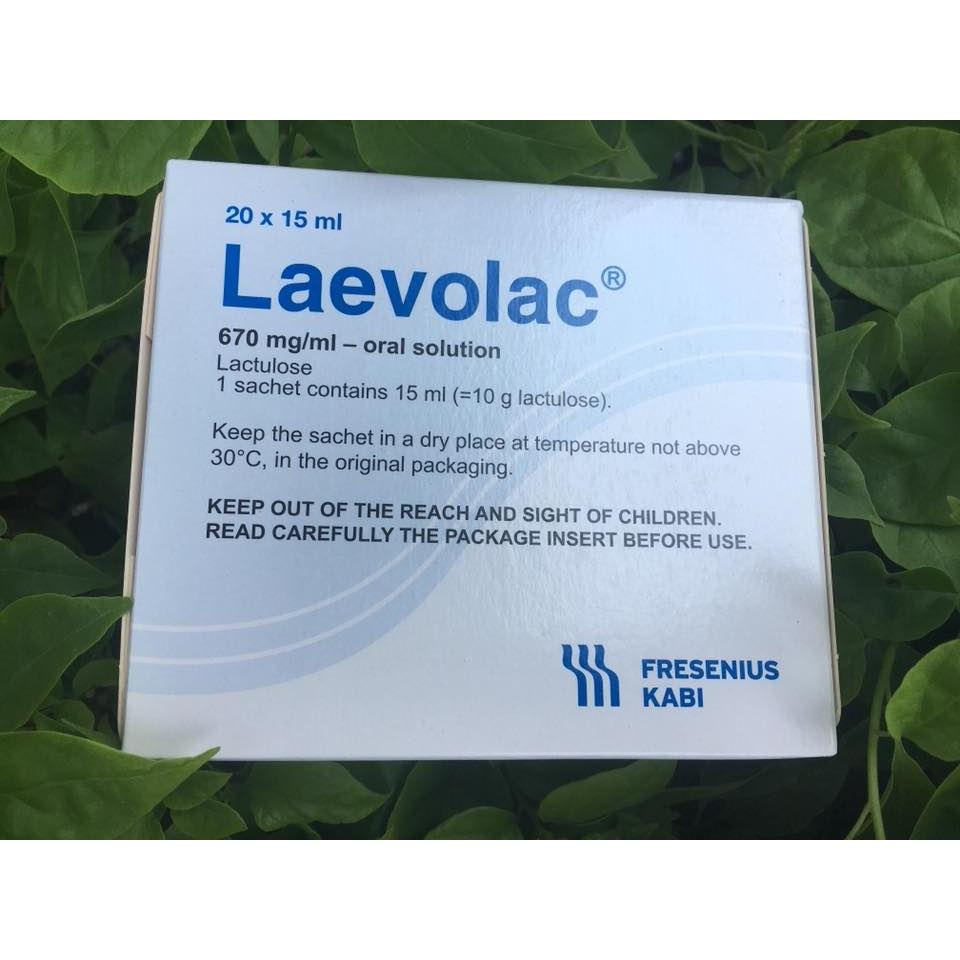 20 x 15 ml
Laevolac®
670 mg/ml – oral solution
Lactulose
1 sachet contains 15 ml (=10 g lactulose).
Keep the sachet in a dry place at temperature not above
30°C, in the original packaging.
KEEP OUT OF THE REACH AND SIGHT OF CHILDREN.
READ CAREFULLY THE PACKAGE INSERT BEFORE USE.
FRESENIUS
KABI